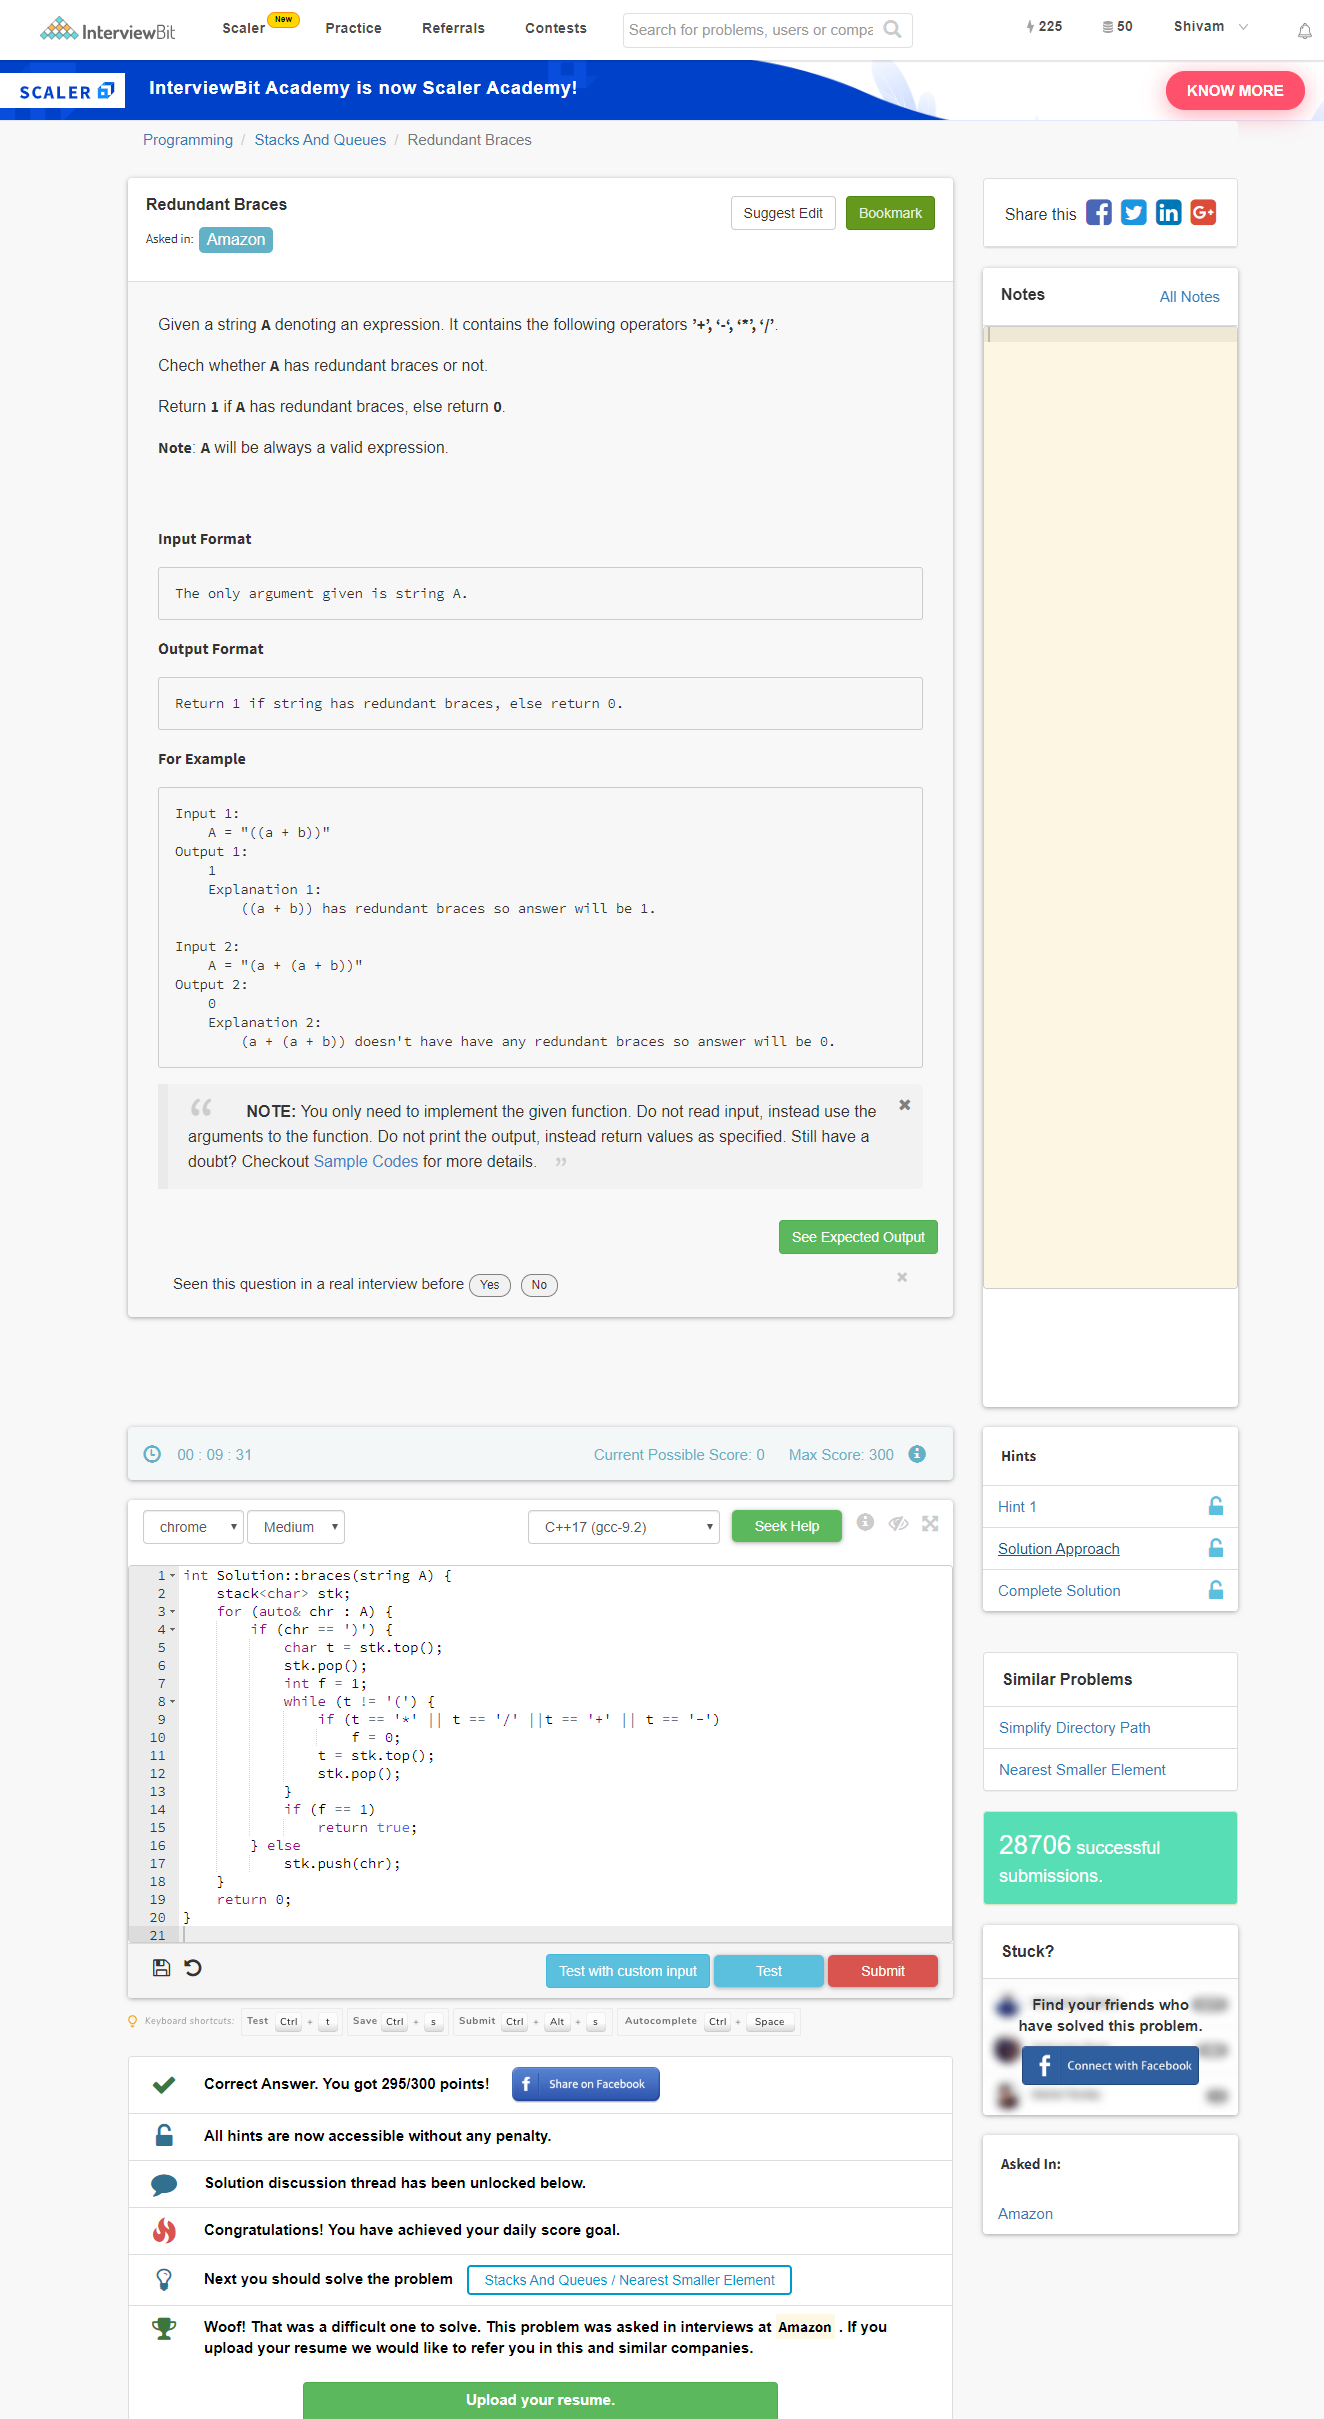 InterviewBit
Scaler New Practice Referrals Contests Search for problems, users or compa 225 50 Shivam
SCALER InterviewBit Academy is now Scaler Academy! KNOW MORE
Programming / Stacks And Queues / Redundant Braces
Redundant Braces
Asked in: Amazon
Suggest Edit Bookmark
Given a string A denoting an expression. It contains the following operators ’+’, ‘-‘, ‘*’, ‘/’.
Chech whether A has redundant braces or not.
Return 1 if A has redundant braces, else return 0.
Note: A will be always a valid expression.
Input Format
The only argument given is string A.
Output Format
Return 1 if string has redundant braces, else return 0.
For Example
Input 1:
    A = "((a + b))"
Output 1:
    1
    Explanation 1:
        ((a + b)) has redundant braces so answer will be 1.
Input 2:
    A = "(a + (a + b))"
Output 2:
    0
    Explanation 2:
        (a + (a + b)) doesn't have have any redundant braces so answer will be 0.
NOTE: You only need to implement the given function. Do not read input, instead use the
arguments to the function. Do not print the output, instead return values as specified. Still have a
doubt? Checkout Sample Codes for more details.
See Expected Output
Seen this question in a real interview before Yes No
Share this
Notes All Notes
00 : 09 : 31 Current Possible Score: 0 Max Score: 300
chrome Medium C++17 (gcc-9.2) Seek Help
1 int Solution::braces(string A) {
2     stack<char> stk;
3     for (auto& chr : A) {
4         if (chr == ')') {
5             char t = stk.top();
6             stk.pop();
7             int f = 1;
8             while (t != '(') {
9                 if (t == '*' || t == '/' ||t == '+' || t == '-')
10                     f = 0;
11                 t = stk.top();
12                 stk.pop();
13             }
14             if (f == 1)
15                 return true;
16         } else
17             stk.push(chr);
18     }
19     return 0;
20 }
21
Test with custom input Test Submit
Keyboard shortcuts: Test Ctrl + t Save Ctrl + s Submit Ctrl + Alt + s Autocomplete Ctrl + Space
Correct Answer. You got 295/300 points! Share on Facebook
All hints are now accessible without any penalty.
Solution discussion thread has been unlocked below.
Congratulations! You have achieved your daily score goal.
Next you should solve the problem Stacks And Queues / Nearest Smaller Element
Woof! That was a difficult one to solve. This problem was asked in interviews at Amazon . If you
upload your resume we would like to refer you in this and similar companies.
Upload your resume.
Hints
Hint 1
Solution Approach
Complete Solution
Similar Problems
Simplify Directory Path
Nearest Smaller Element
28706 successful
submissions.
Stuck?
Find your friends who
have solved this problem.
Connect with Facebook
Asked In:
Amazon